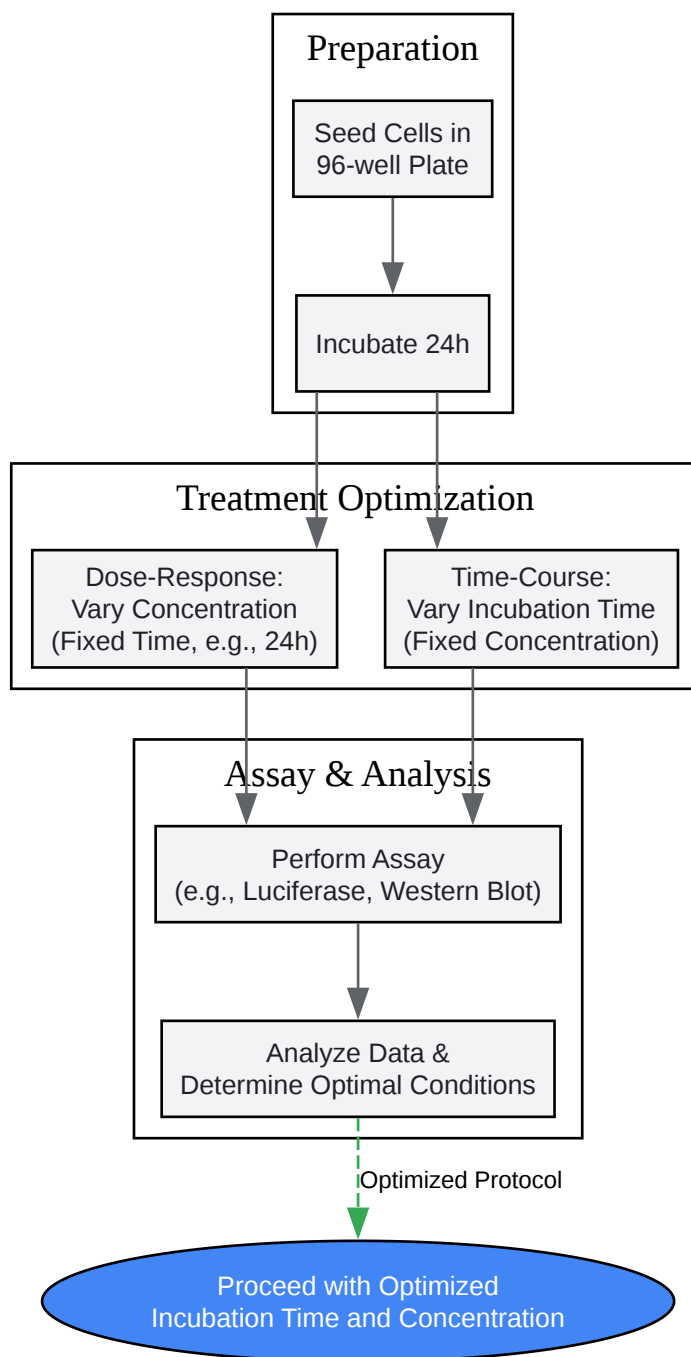 Preparation
Seed Cells in
96-well Plate
Incubate 24h
Treatment Optimization
Dose-Response:
Vary Concentration
(Fixed Time, e.g., 24h)
Time-Course:
Vary Incubation Time
(Fixed Concentration)
Assay & Analysis
Perform Assay
(e.g., Luciferase, Western Blot)
Analyze Data &
Determine Optimal Conditions
Optimized Protocol
Proceed with Optimized
Incubation Time and Concentration